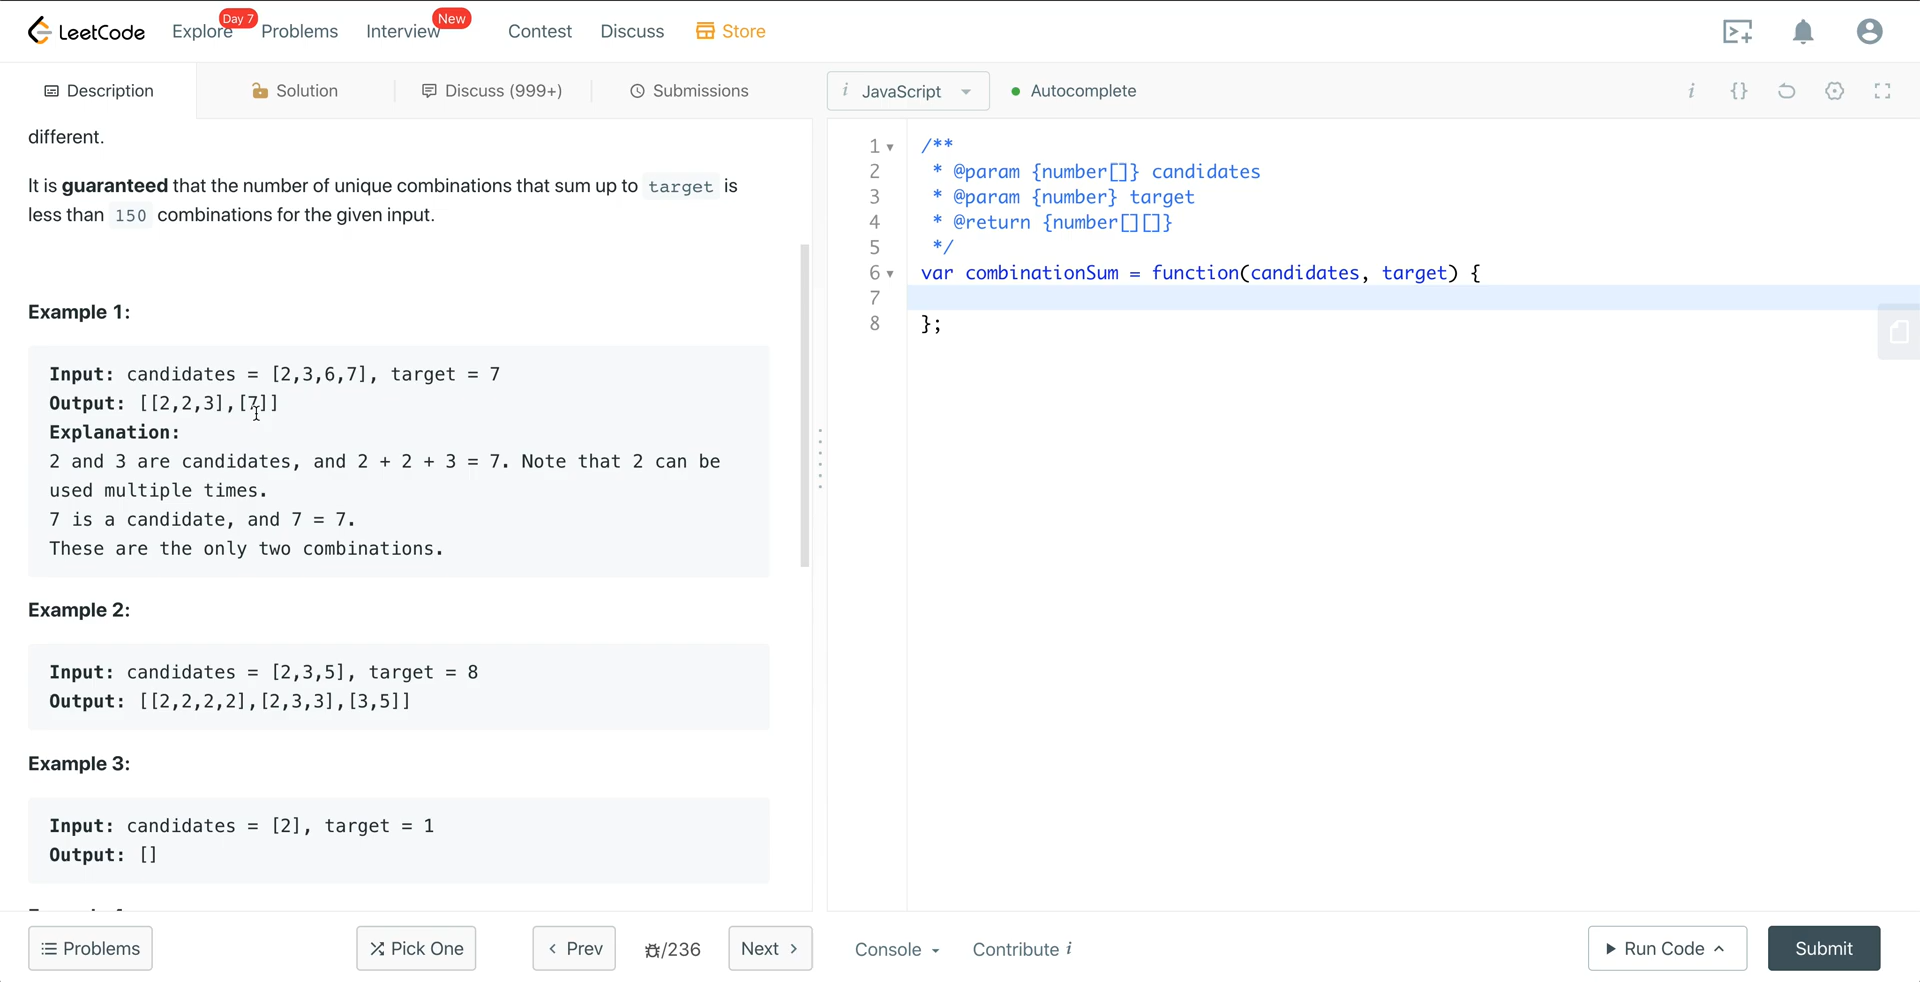 LeetCode Explore Day 7 Problems Interview New Contest Discuss Store
Description Solution Discuss (999+) Submissions
different.
It is guaranteed that the number of unique combinations that sum up to target is
less than 150 combinations for the given input.
Example 1:
Input: candidates = [2,3,6,7], target = 7
Output: [[2,2,3],[7]]
Explanation:
2 and 3 are candidates, and 2 + 2 + 3 = 7. Note that 2 can be
used multiple times.
7 is a candidate, and 7 = 7.
These are the only two combinations.
Example 2:
Input: candidates = [2,3,5], target = 8
Output: [[2,2,2,2],[2,3,3],[3,5]]
Example 3:
Input: candidates = [2], target = 1
Output: []
Problems Pick One < Prev /236 Next >
i JavaScript Autocomplete i {}
1 /**
2 * @param {number[]} candidates
3 * @param {number} target
4 * @return {number[][]}
5 */
6 var combinationSum = function(candidates, target) {
7
8 };
Console Contribute i Run Code Submit